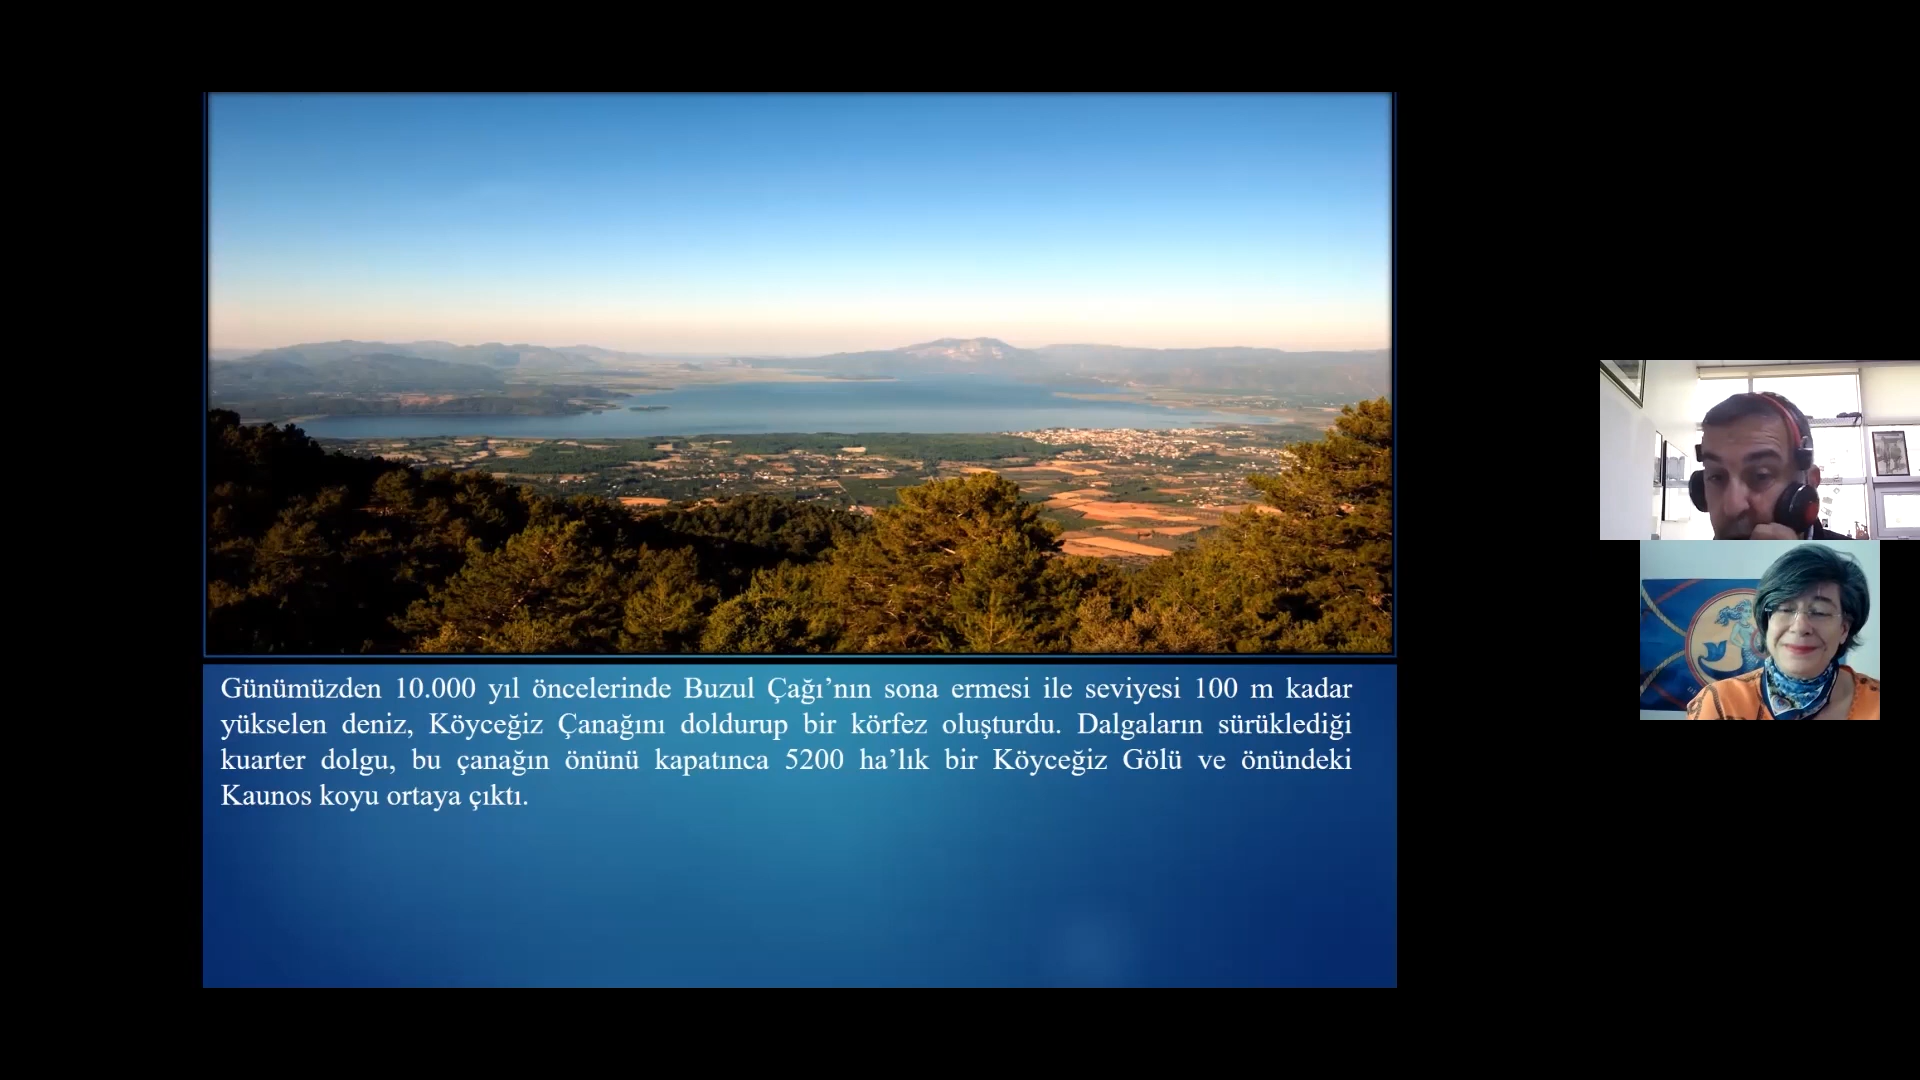 Günümüzden 10.000 yıl öncelerinde Buzul Çağı’nın sona ermesi ile seviyesi 100 m kadar
yükselen deniz, Köyceğiz Çanağını doldurup bir körfez oluşturdu. Dalgaların sürüklediği
kuarter dolgu, bu çanağın önünü kapatınca 5200 ha’lık bir Köyceğiz Gölü ve önündeki
Kaunos koyu ortaya çıktı.